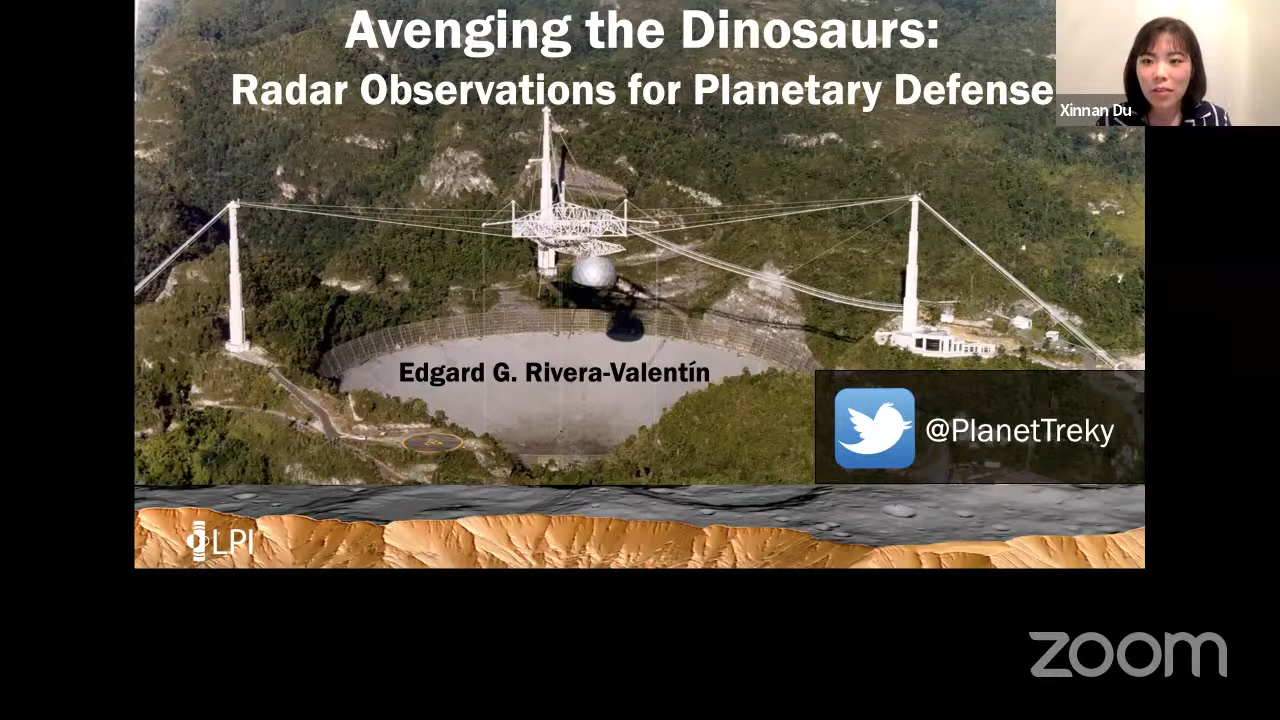 Avenging the Dinosaurs:
Radar Observations for Planetary Defense
Xinnan Du
Edgard G. Rivera-Valentín
@PlanetTreky
LPI
zoom